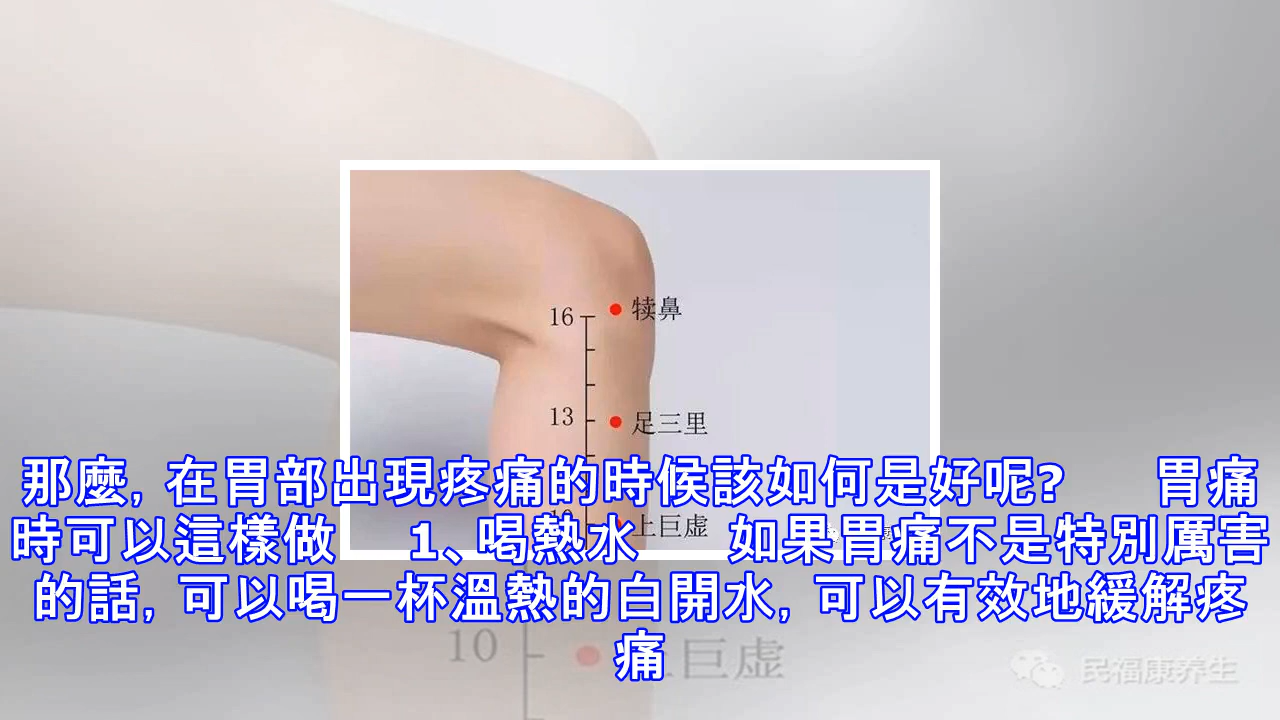 16
犊鼻
13
足三里
10
上巨虚
那麼, 在胃部出現疼痛的時候該如何是好呢? 胃痛
時可以這樣做 1、喝熱水 如果胃痛不是特別厲害
的話, 可以喝一杯溫熱的白開水, 可以有效地緩解疼
痛
10
巨虚
民福康养生